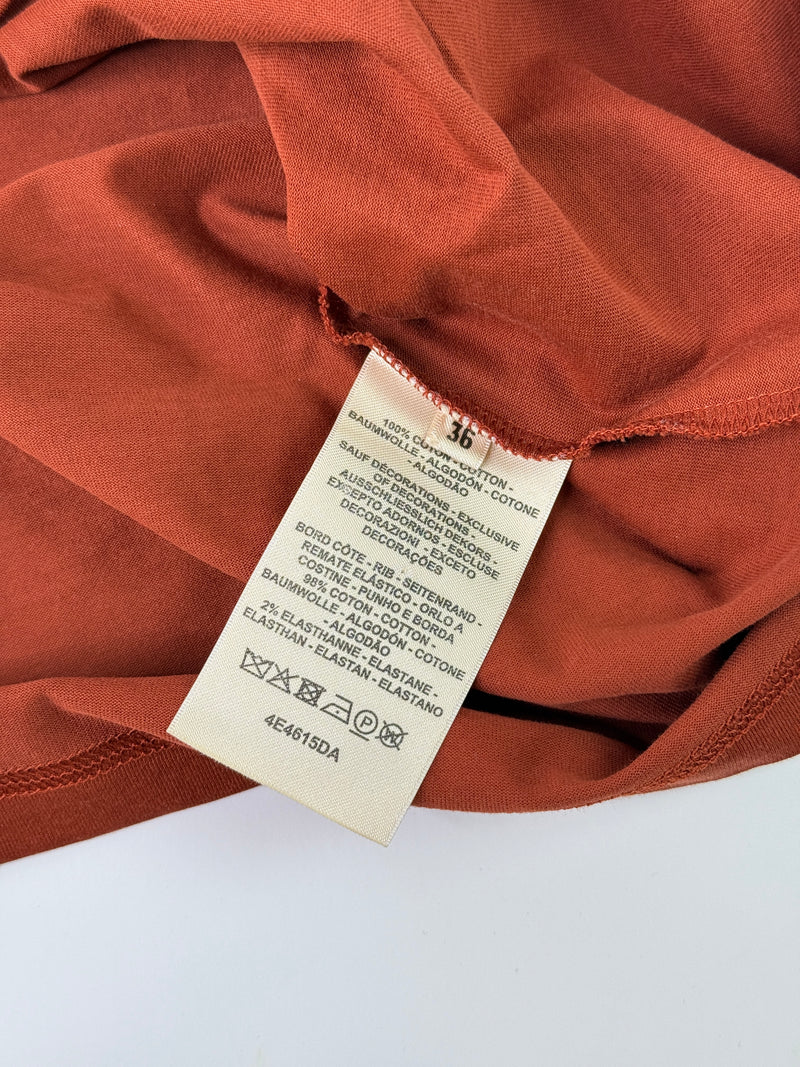 36
100% COTON - COTTON -
BAUMWOLLE - ALGODÓN - COTONE
- ALGODÃO
SAUF DÉCORATIONS - EXCLUSIVE
OF DECORATIONS -
AUSSCHLIESSLICH DEKORS -
EXCEPTO ADORNOS - ESCLUSE
DECORAZIONI - EXCETO
DECORAÇÕES
BORD CÔTE - RIB - SEITENRAND -
REMATE ELÁSTICO - ORLO A
COSTINE - PUNHO E BORDA
98% COTON - COTTON -
BAUMWOLLE - ALGODÓN - COTONE
- ALGODÃO
2% ELASTHANNE - ELASTANE -
ELASTHAN - ELASTAN - ELASTANO
P W
4E4615DA